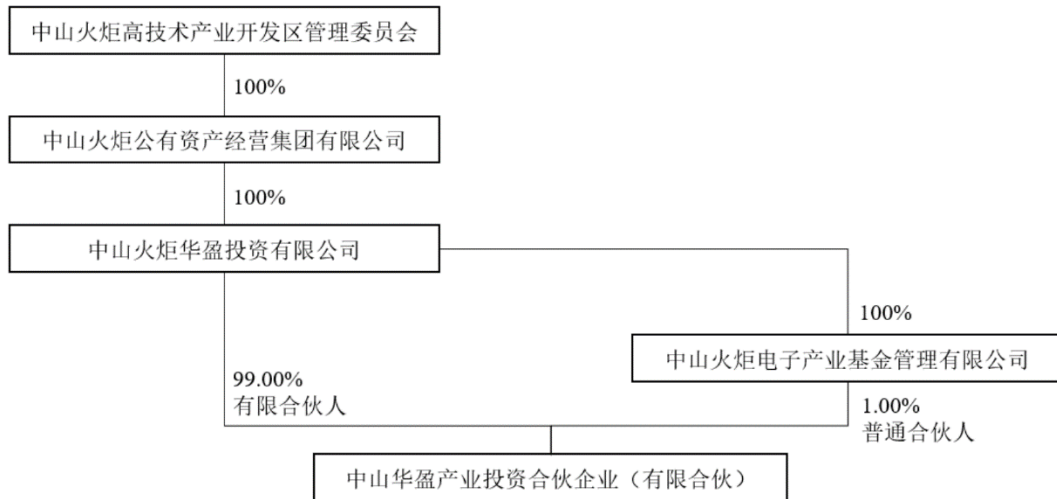 中山火炬高技术产业开发区管理委员会
100%
中山火炬公有资产经营集团有限公司
100%
中山火炬华盈投资有限公司
100%
中山火炬电子产业基金管理有限公司
99.00%
有限合伙人
1.00%
普通合伙人
中山华盈产业投资合伙企业（有限合伙）